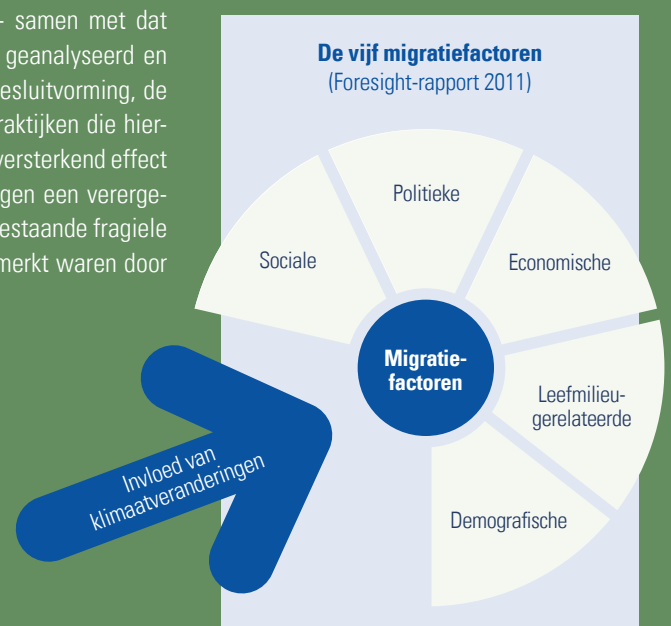 - samen met dat
geanalyseerd en
esluitvorming, de
raktijken die hier-
versterkend effect
gen een vererge-
estaande fragiele
merkt waren door
De vijf migratiefactoren
(Foresight-rapport 2011)
Politieke
Sociale
Economische
Migratie-
factoren
Leefmilieu-
gerelateerde
Demografische
Invloed van
klimaatveranderingen